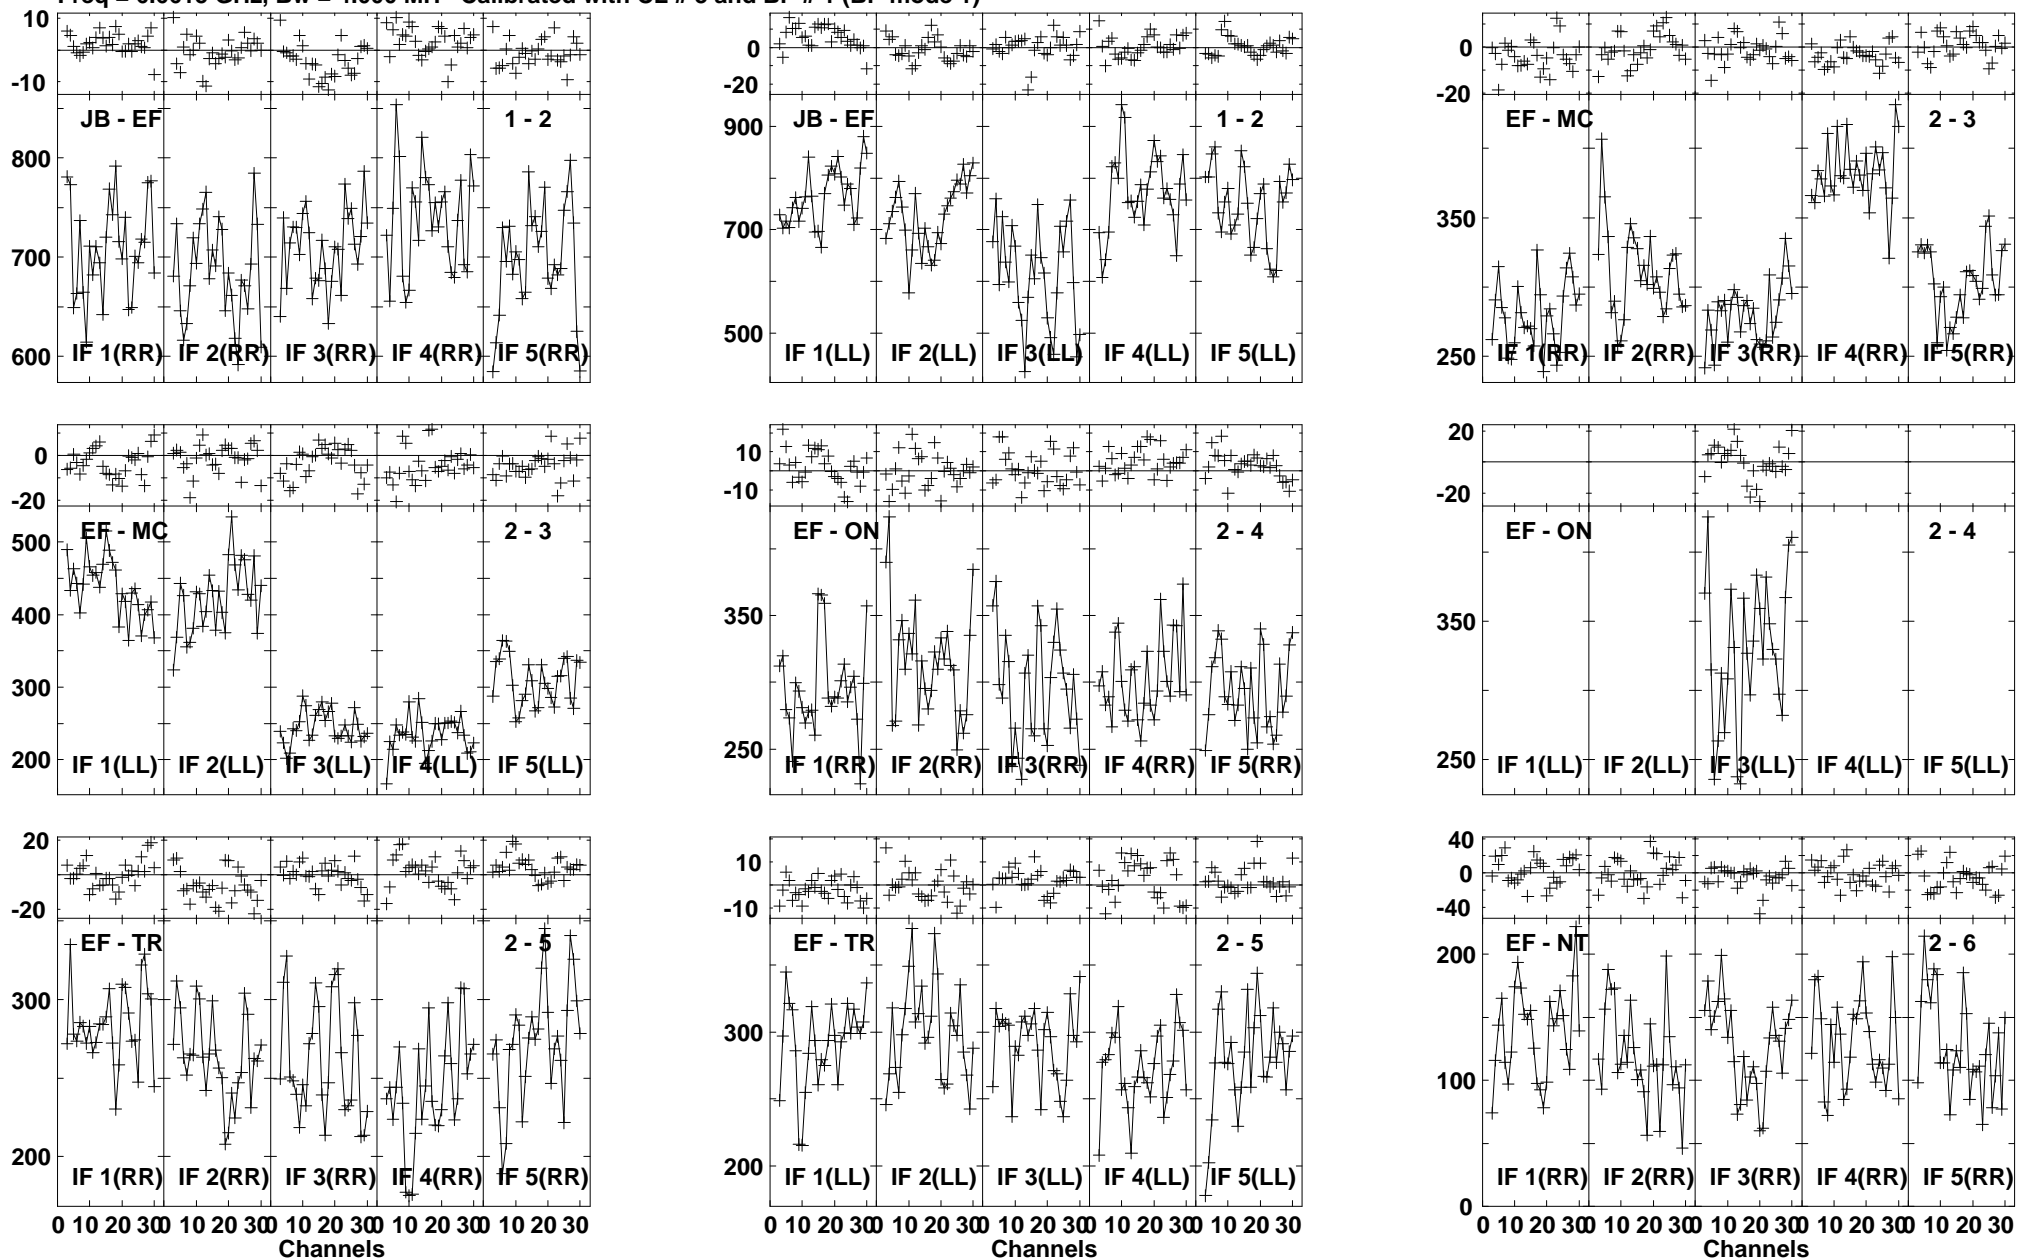 10
-10
JB - EF
1 - 2
800
700
600
IF 1(RR) IF 2(RR) IF 3(RR) IF 4(RR) IF 5(RR)
0
-20
JB - EF
1 - 2
900
700
500
IF 1(LL) IF 2(LL) IF 3(LL) IF 4(LL) IF 5(LL)
0
-20
EF - MC
2 - 3
350
250
IF 1(RR) IF 2(RR) IF 3(RR) IF 4(RR) IF 5(RR)
0
-20
EF - MC
2 - 3
500
400
300
200
IF 1(LL) IF 2(LL) IF 3(LL) IF 4(LL) IF 5(LL)
10
-10
EF - ON
2 - 4
350
250
IF 1(RR) IF 2(RR) IF 3(RR) IF 4(RR) IF 5(RR)
20
-20
EF - ON
2 - 4
350
250
IF 1(LL) IF 2(LL) IF 3(LL) IF 4(LL) IF 5(LL)
20
-20
EF - TR
2 - 5
300
200
IF 1(RR) IF 2(RR) IF 3(RR) IF 4(RR) IF 5(RR)
0 10 20 30 0 10 20 30 0 10 20 30 0 10 20 30 0 10 20 30
Channels
10
-10
EF - TR
2 - 5
300
200
IF 1(LL) IF 2(LL) IF 3(LL) IF 4(LL) IF 5(LL)
0 10 20 30 0 10 20 30 0 10 20 30 0 10 20 30 0 10 20 30
Channels
40
0
-40
EF - NT
2 - 6
200
100
0
IF 1(RR) IF 2(RR) IF 3(RR) IF 4(RR) IF 5(RR)
0 10 20 30 0 10 20 30 0 10 20 30 0 10 20 30 0 10 20 30
Channels